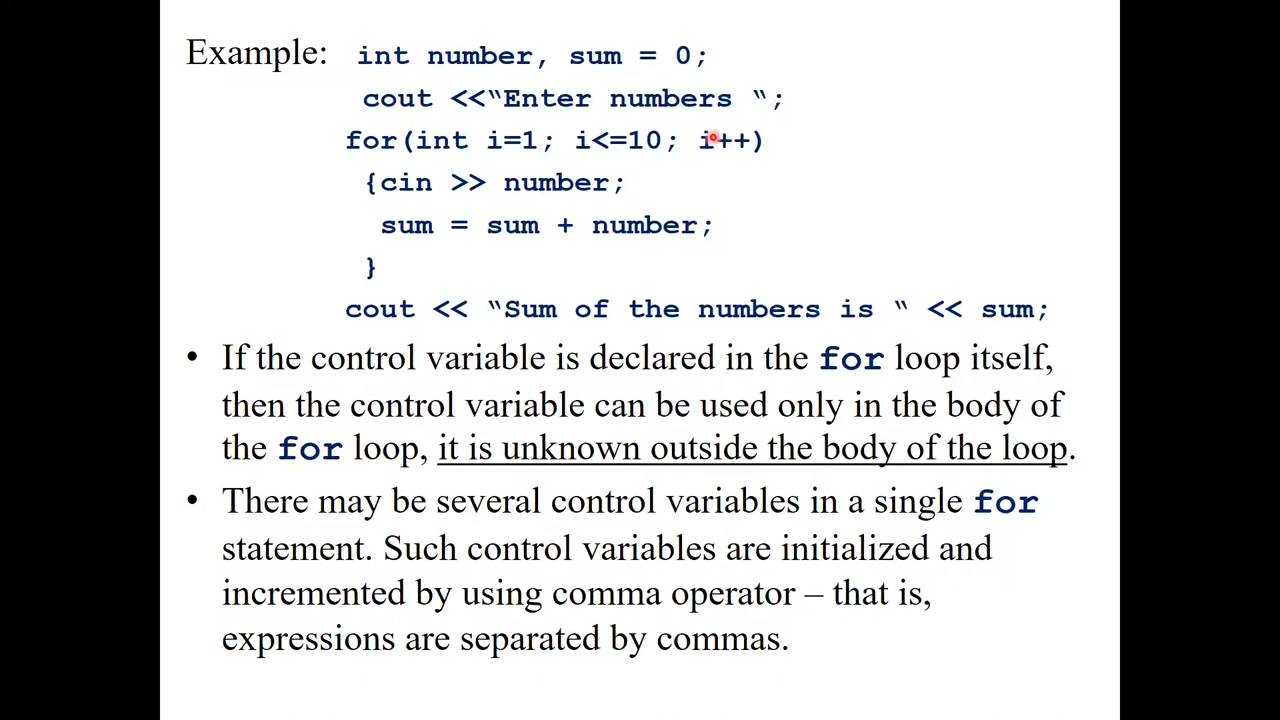 Example: int number, sum = 0;
cout <<“Enter numbers “;
for(int i=1; i<=10; i++)
{cin >> number;
sum = sum + number;
}
cout << “Sum of the numbers is “ << sum;
• If the control variable is declared in the for loop itself,
then the control variable can be used only in the body of
the for loop, it is unknown outside the body of the loop.
• There may be several control variables in a single for
statement. Such control variables are initialized and
incremented by using comma operator – that is,
expressions are separated by commas.